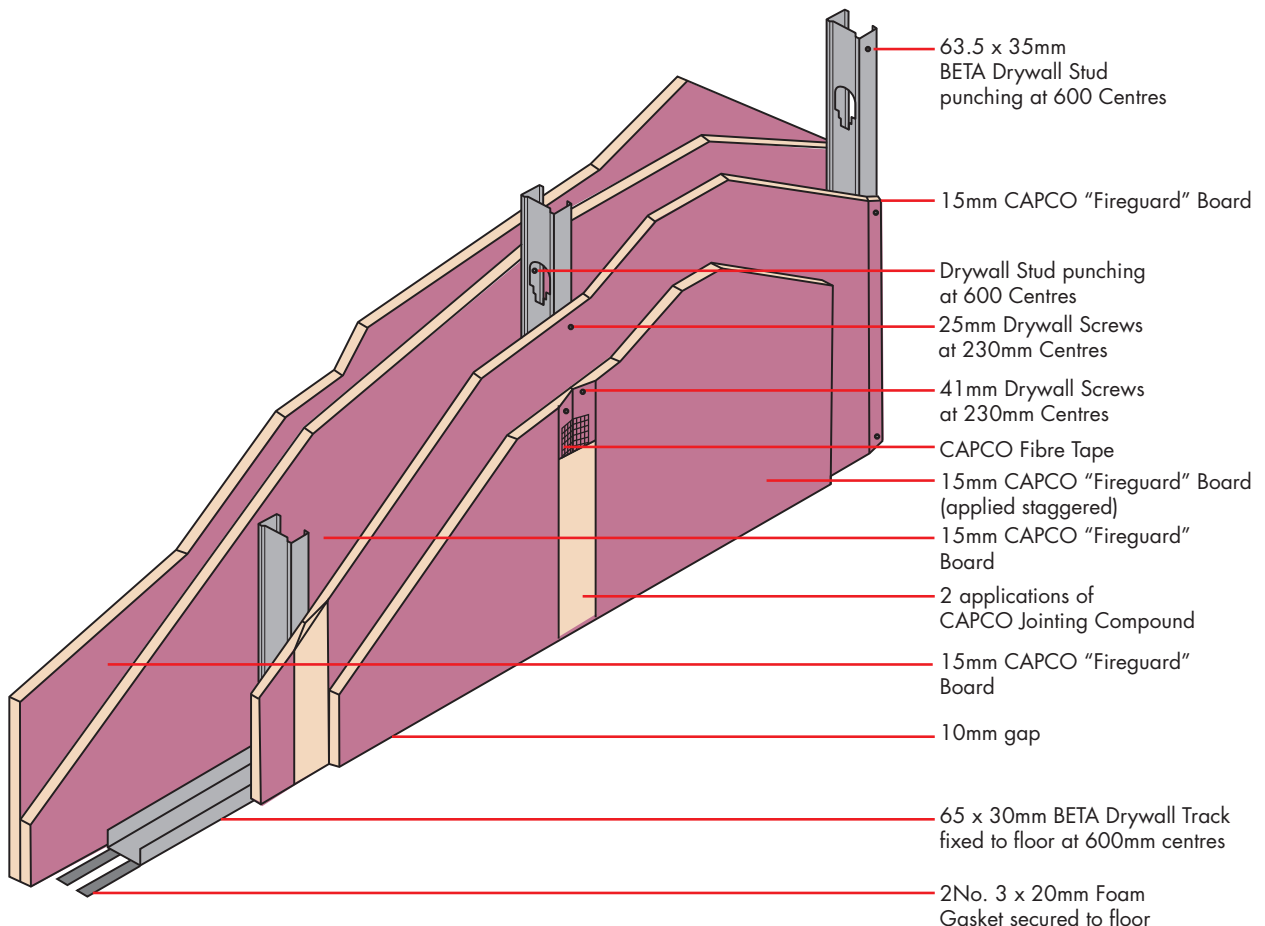 63.5 x 35mm
BETA Drywall Stud
punching at 600 Centres
15mm CAPCO “Fireguard” Board
Drywall Stud punching
at 600 Centres
25mm Drywall Screws
at 230mm Centres
41mm Drywall Screws
at 230mm Centres
CAPCO Fibre Tape
15mm CAPCO “Fireguard” Board
(applied staggered)
15mm CAPCO “Fireguard”
Board
2 applications of
CAPCO Jointing Compound
15mm CAPCO “Fireguard”
Board
10mm gap
65 x 30mm BETA Drywall Track
fixed to floor at 600mm centres
2No. 3 x 20mm Foam
Gasket secured to floor